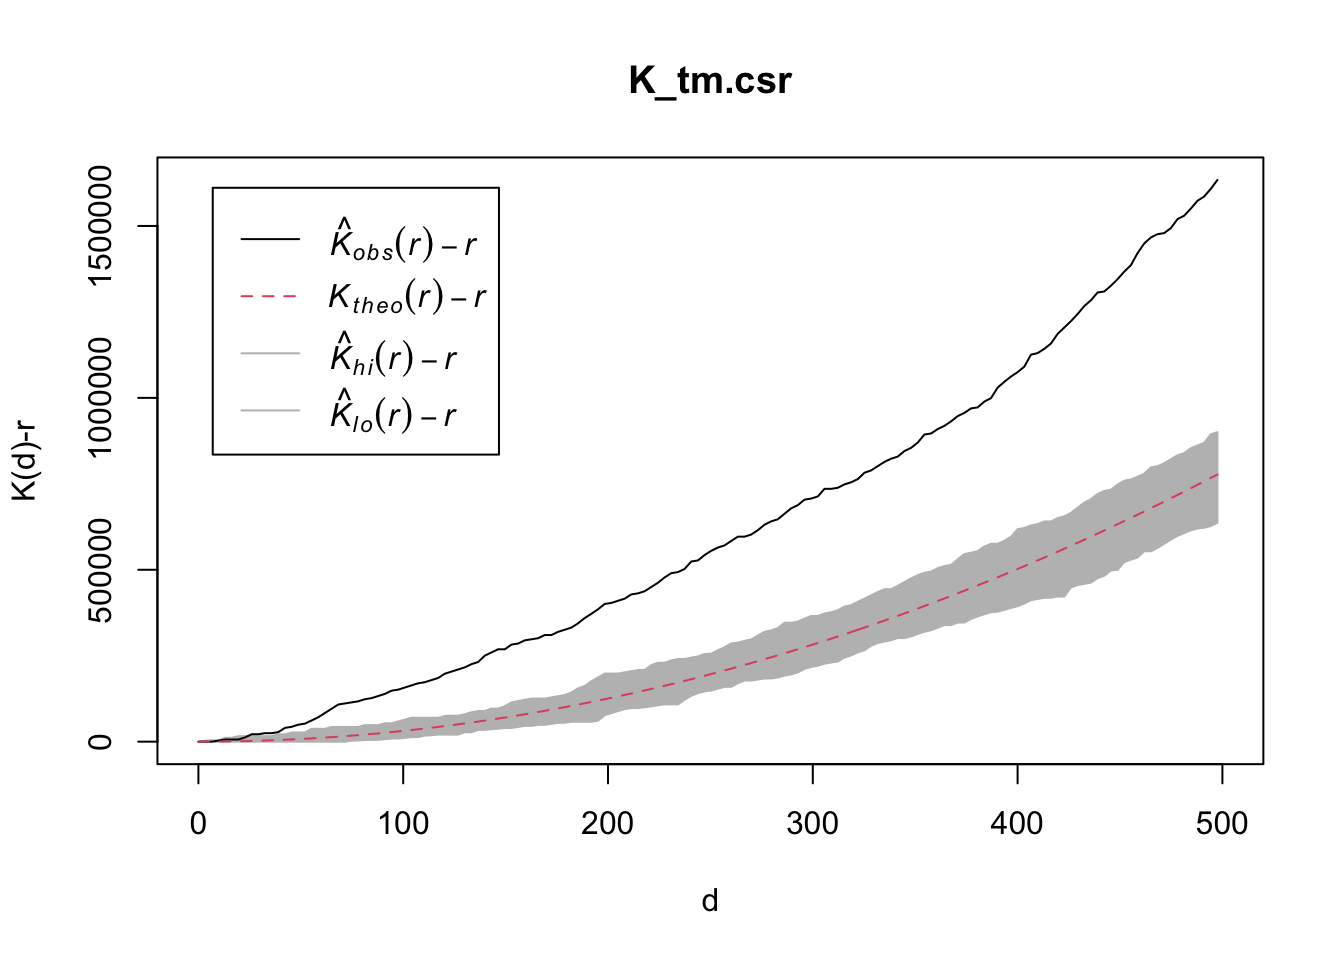 K_tm.csr
K̂obs(r) − r
Ktheo(r) − r
K̂hi(r) − r
K̂lo(r) − r
K(d)-r
1500000
1000000
500000
0
0 100 200 300 400 500
d